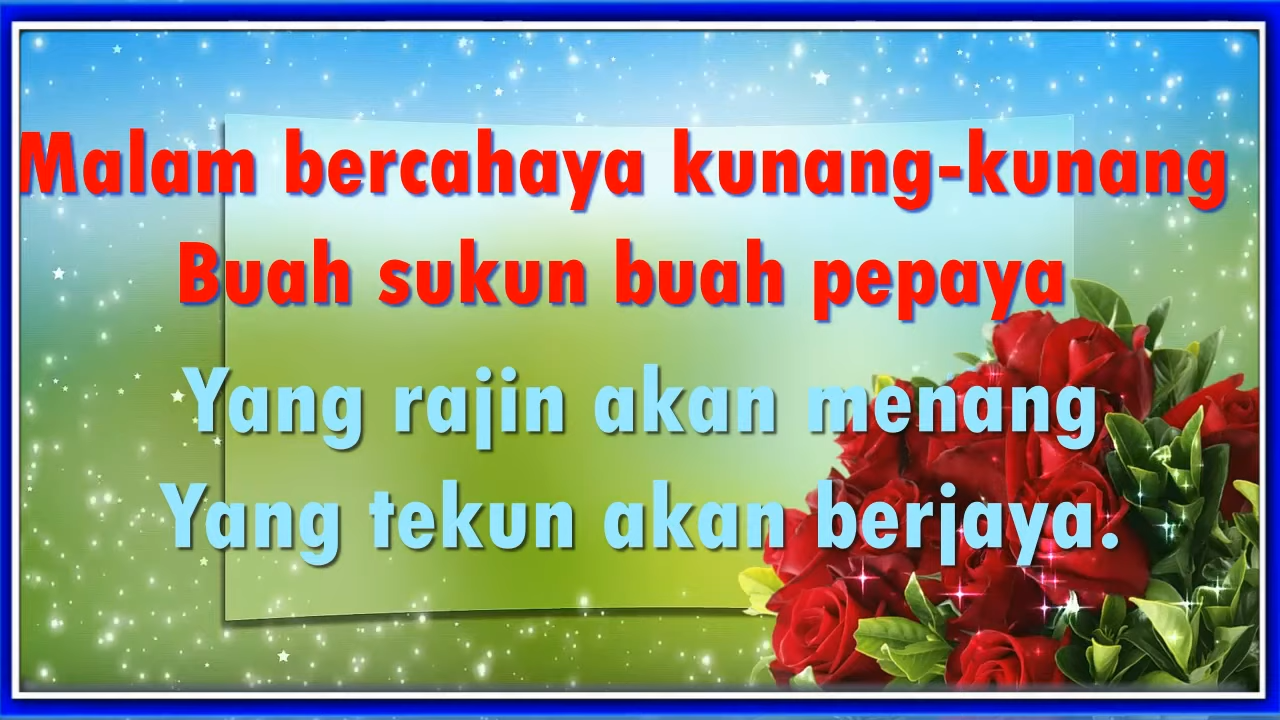 Malam bercahaya kunang-kunang
Buah sukun buah pepaya
Yang rajin akan menang
Yang tekun akan berjaya.